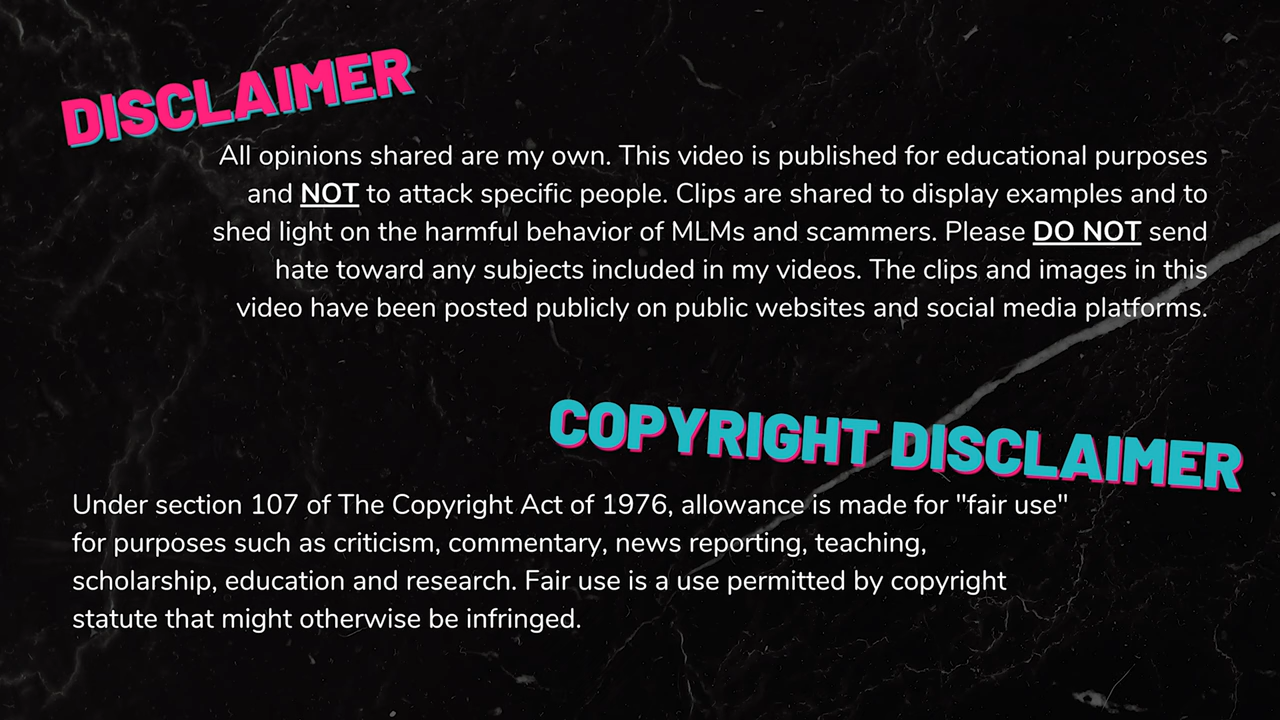 DISCLAIMER
All opinions shared are my own. This video is published for educational purposes
and NOT to attack specific people. Clips are shared to display examples and to
shed light on the harmful behavior of MLMs and scammers. Please DO NOT send
hate toward any subjects included in my videos. The clips and images in this
video have been posted publicly on public websites and social media platforms.
COPYRIGHT DISCLAIMER
Under section 107 of The Copyright Act of 1976, allowance is made for "fair use"
for purposes such as criticism, commentary, news reporting, teaching,
scholarship, education and research. Fair use is a use permitted by copyright
statute that might otherwise be infringed.